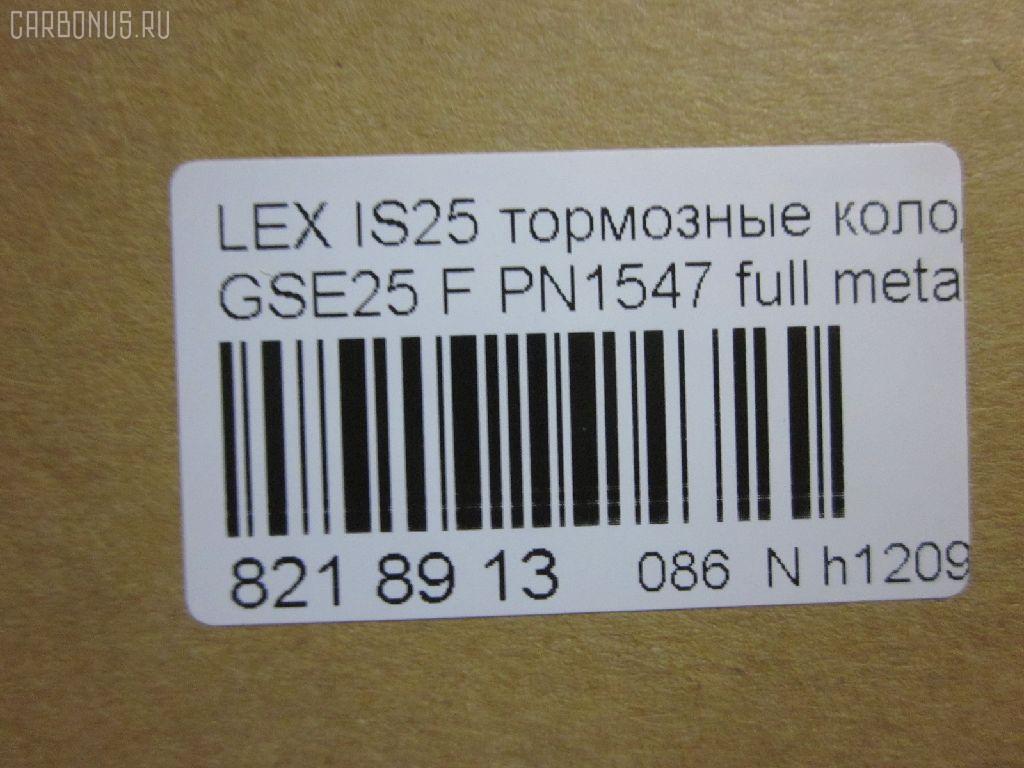 CARBONUS.RU
LEX IS25 тормозные коло
GSE25 F PN1547 full meta
821 89 13 086 N h1209